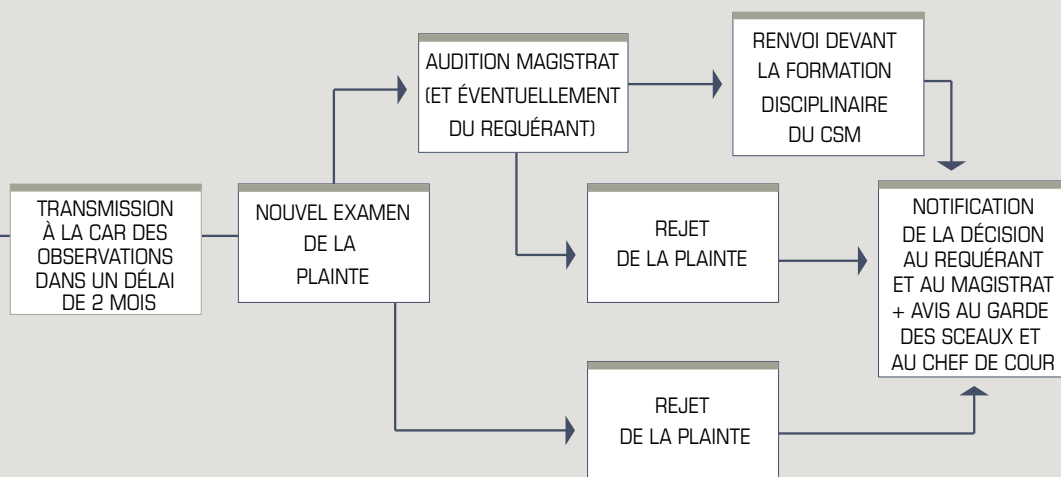 TRANSMISSION
À LA CAR DES
OBSERVATIONS
DANS UN DÉLAI
DE 2 MOIS
NOUVEL EXAMEN
DE LA
PLAINTE
AUDITION MAGISTRAT
(ET ÉVENTUELLEMENT
DU REQUÉRANT)
RENVOI DEVANT
LA FORMATION
DISCIPLINAIRE
DU CSM
REJET
DE LA PLAINTE
REJET
DE LA PLAINTE
NOTIFICATION
DE LA DÉCISION
AU REQUÉRANT
ET AU MAGISTRAT
+ AVIS AU GARDE
DES SCEAUX ET
AU CHEF DE COUR